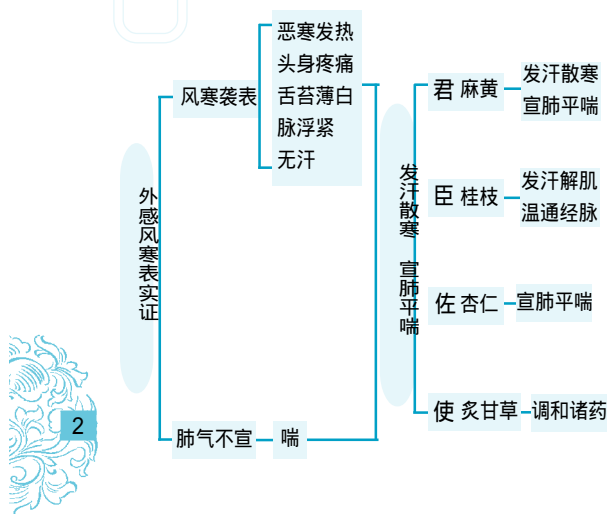 外感风寒表实证
风寒袭表
恶寒发热
头身疼痛
舌苔薄白
脉浮紧
无汗
肺气不宣
喘
发汗散寒 宣肺平喘
君 麻黄
发汗散寒
宣肺平喘
臣 桂枝
发汗解肌
温通经脉
佐 杏仁
宣肺平喘
使 炙甘草
调和诸药
2